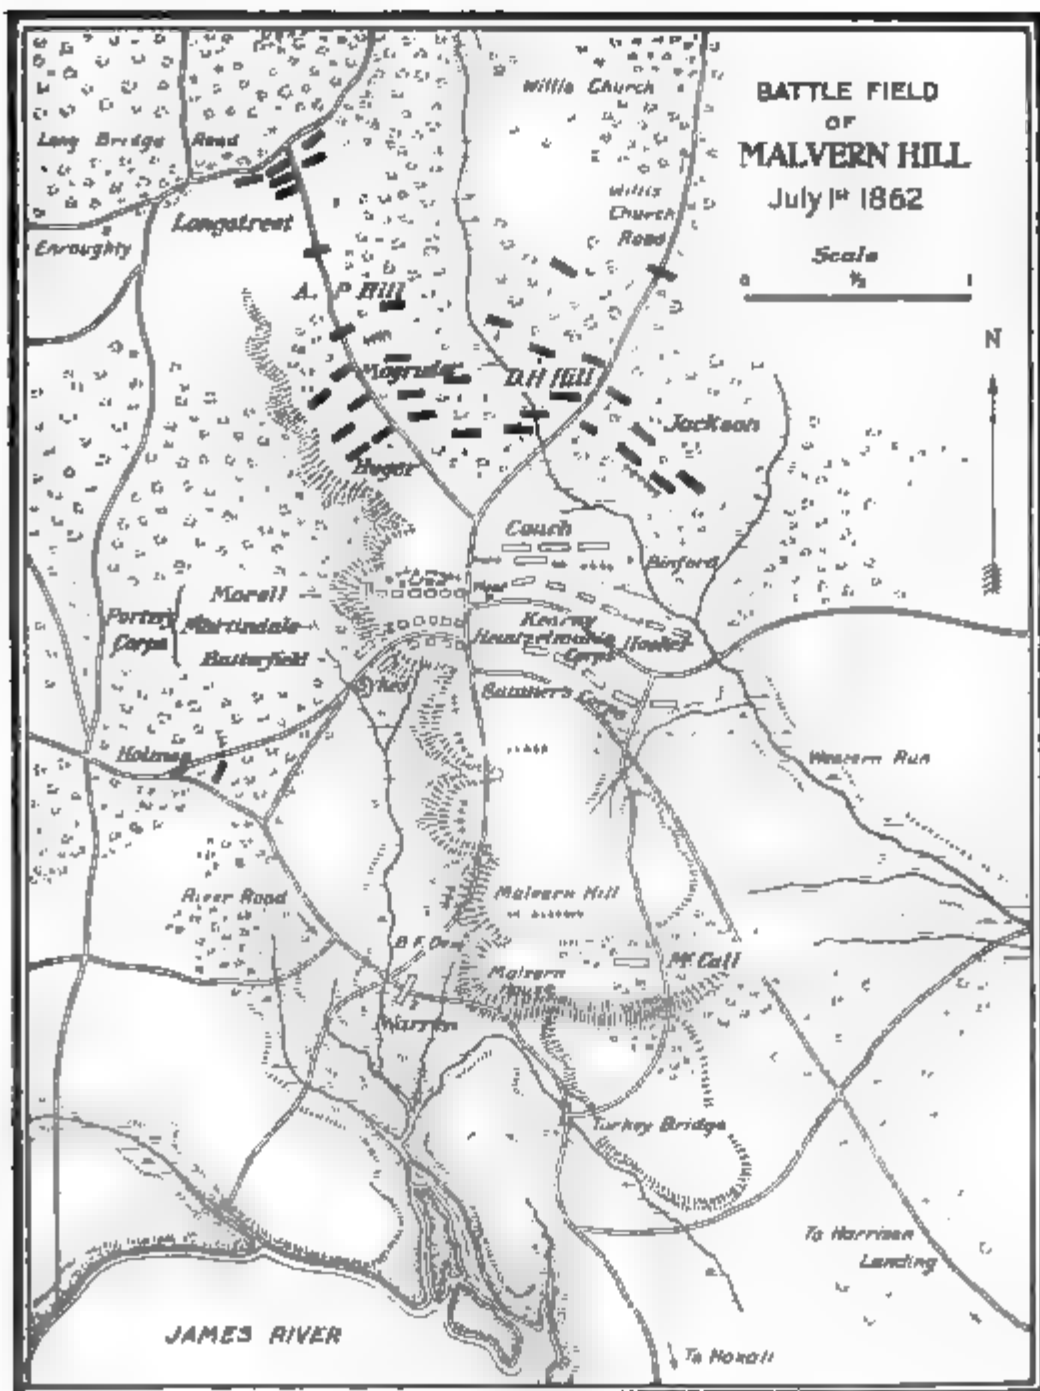 BATTLE FIELD
OF
MALVERN HILL
July 1st 1862
Scale
0 ½ 1
N
Willis Church
Long Bridge Road
Willis
Church
Road
Longstreet
Enroughty
A. P. Hill
Magruder
D.H Hill
Jackson
Huger
Couch
Binford
Morell
Porter's
Corps
Martindale
Butterfield
Kearny
Heintzelman's
Corps
Hooker
Sykes
Sumner's Corps
Holmes
Western Run
River Road
Malvern Hill
Malvern
House
McCall
Warren
Turkey Bridge
To Harrison
Landing
JAMES RIVER
To Haxall